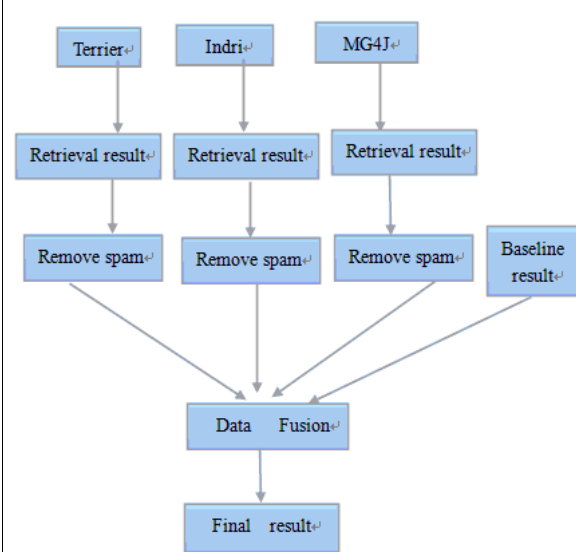 Terrier
Indri
MG4J
Retrieval result
Retrieval result
Retrieval result
Remove spam
Remove spam
Remove spam
Baseline
result
Data Fusion
Final result